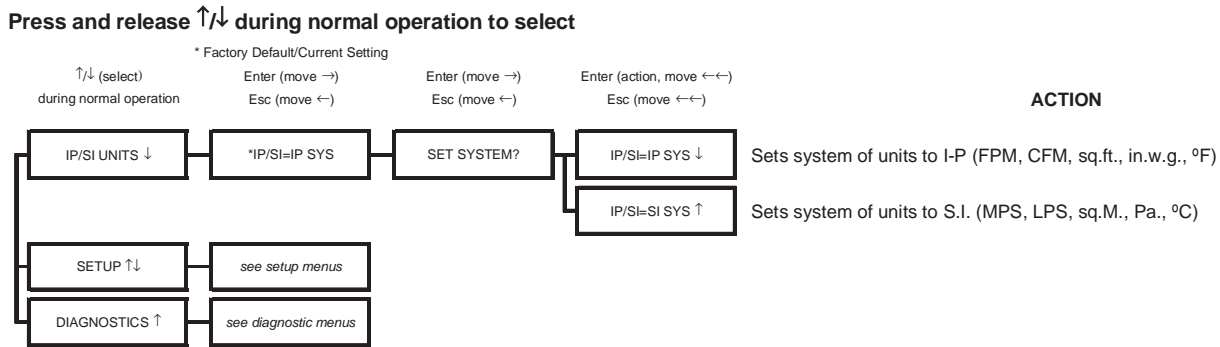 Press and release ↑/↓ during normal operation to select
* Factory Default/Current Setting
↑/↓ (select)
during normal operation
Enter (move →)
Esc (move ←)
Enter (move →)
Esc (move ←)
Enter (action, move ←←)
Esc (move ←←)
ACTION
IP/SI UNITS ↓
*IP/SI=IP SYS
SET SYSTEM?
IP/SI=IP SYS ↓
Sets system of units to I-P (FPM, CFM, sq.ft., in.w.g., ºF)
IP/SI=SI SYS ↑
Sets system of units to S.I. (MPS, LPS, sq.M., Pa., ºC)
SETUP ↑↓
see setup menus
DIAGNOSTICS ↑
see diagnostic menus